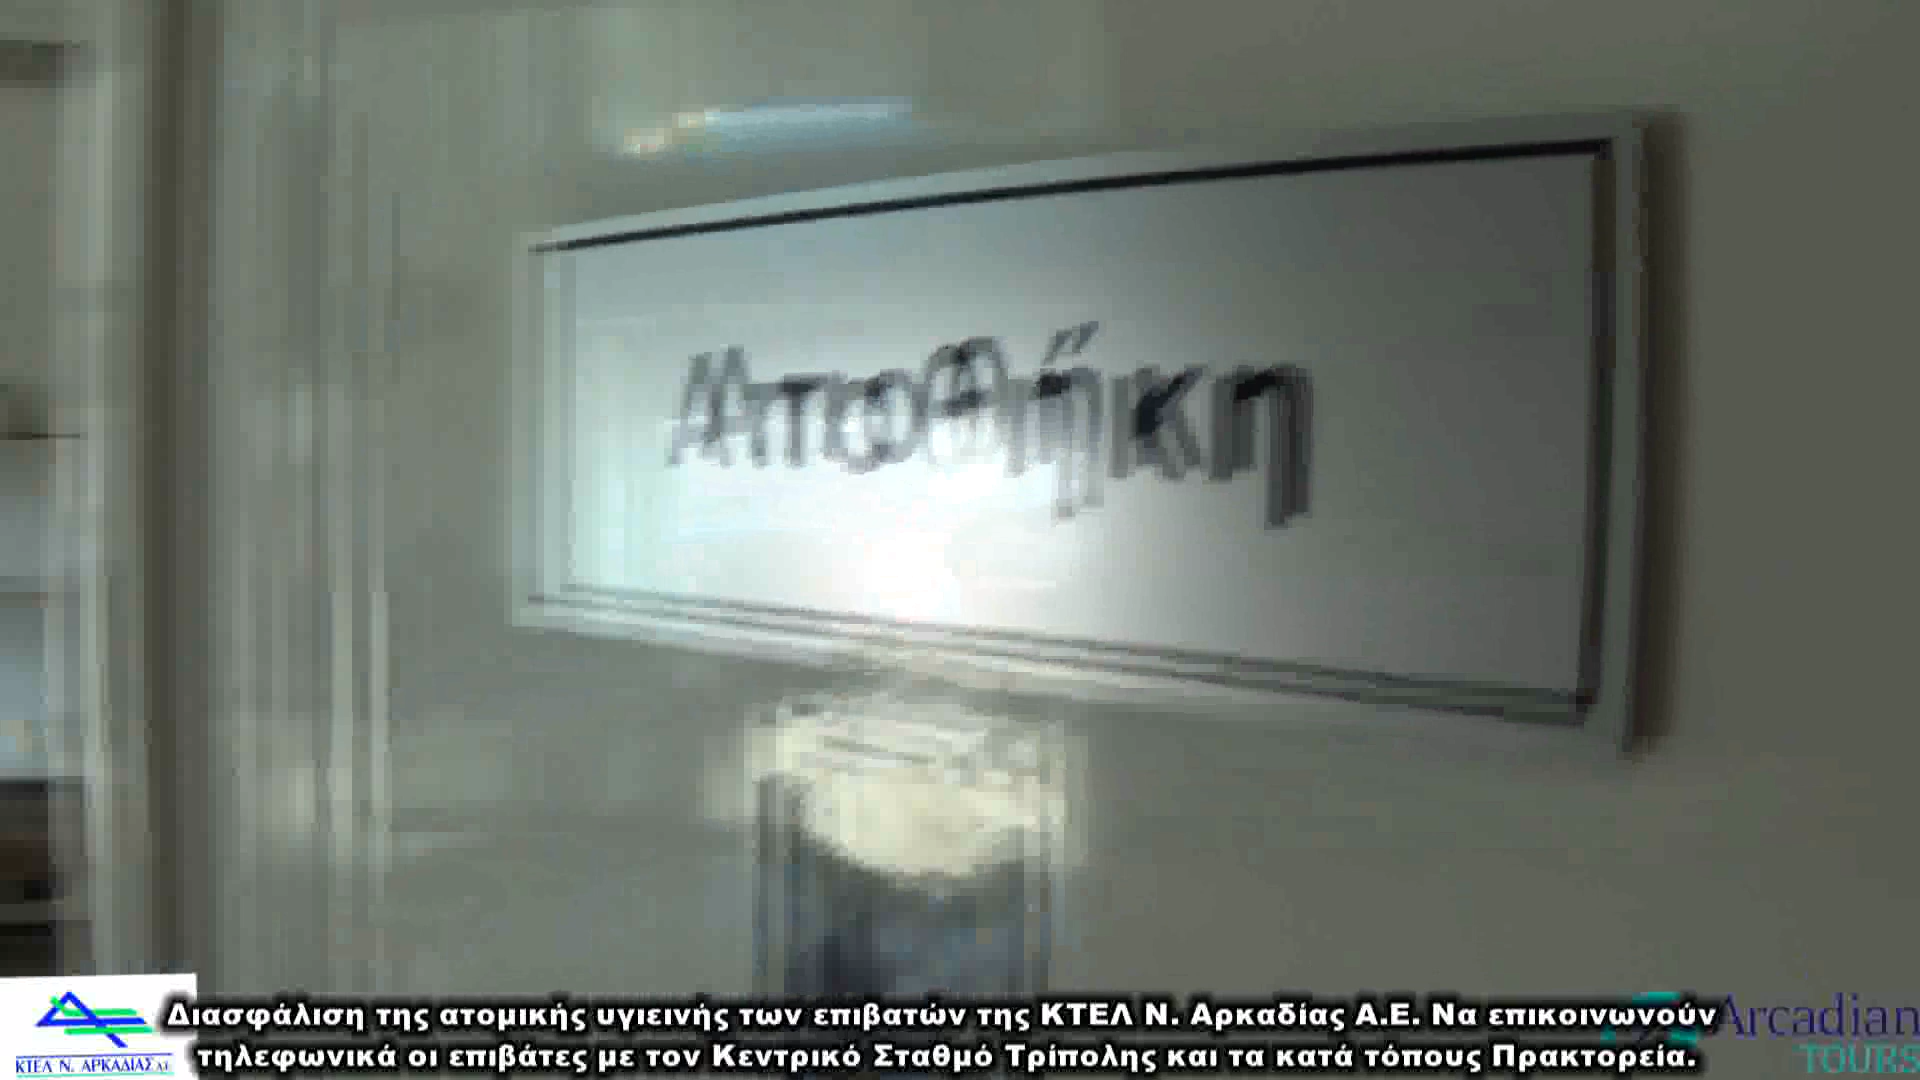 Αποθήκη
Διασφάλιση της ατομικής υγιεινής των επιβατών της ΚΤΕΛ Ν. Αρκαδίας Α.Ε. Να επικοινωνούν
τηλεφωνικά οι επιβάτες με τον Κεντρικό Σταθμό Τρίπολης και τα κατά τόπους Πρακτορεία.
ΚΤΕΛ Ν. ΑΡΚΑΔΙΑΣ Α.Ε.
Arcadian
TOURS